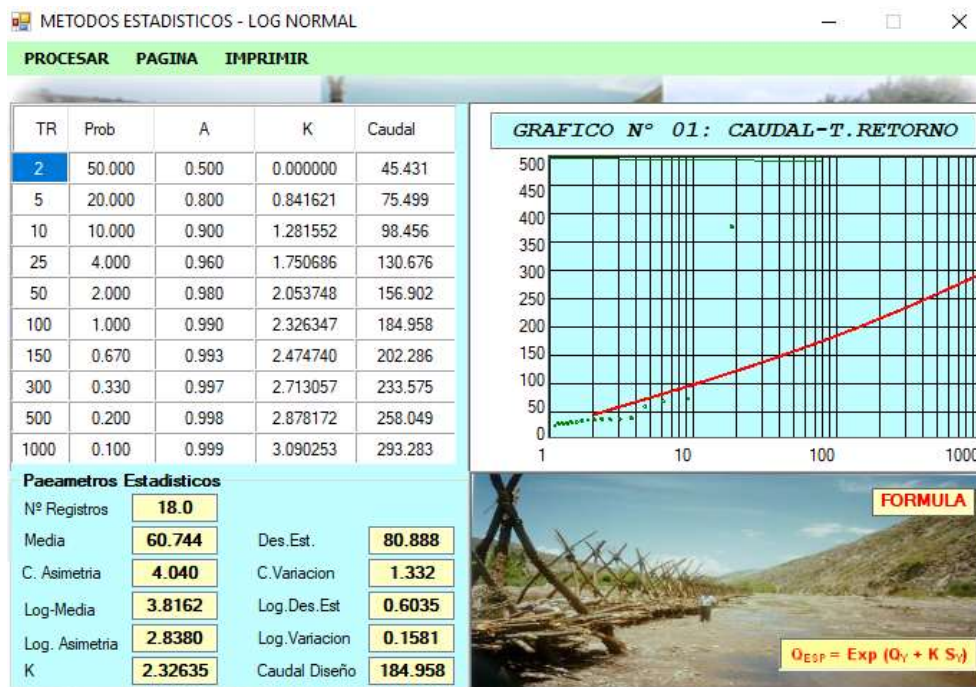 METODOS ESTADISTICOS - LOG NORMAL
PROCESAR PAGINA IMPRIMIR
TR Prob A K Caudal
2 50.000 0.500 0.000000 45.431
5 20.000 0.800 0.841621 75.499
10 10.000 0.900 1.281552 98.456
25 4.000 0.960 1.750686 130.676
50 2.000 0.980 2.053748 156.902
100 1.000 0.990 2.326347 184.958
150 0.670 0.993 2.474740 202.286
300 0.330 0.997 2.713057 233.575
500 0.200 0.998 2.878172 258.049
1000 0.100 0.999 3.090253 293.283
GRAFICO Nº 01: CAUDAL-T.RETORNO
500
450
400
350
300
250
200
150
100
50
0
1 10 100 1000
Paeametros Estadisticos
Nº Registros 18.0
Media 60.744 Des.Est. 80.888
C. Asimetria 4.040 C.Variacion 1.332
Log-Media 3.8162 Log.Des.Est 0.6035
Log. Asimetria 2.8380 Log.Variacion 0.1581
K 2.32635 Caudal Diseño 184.958
FORMULA
QESP = Exp (QY + K SY)